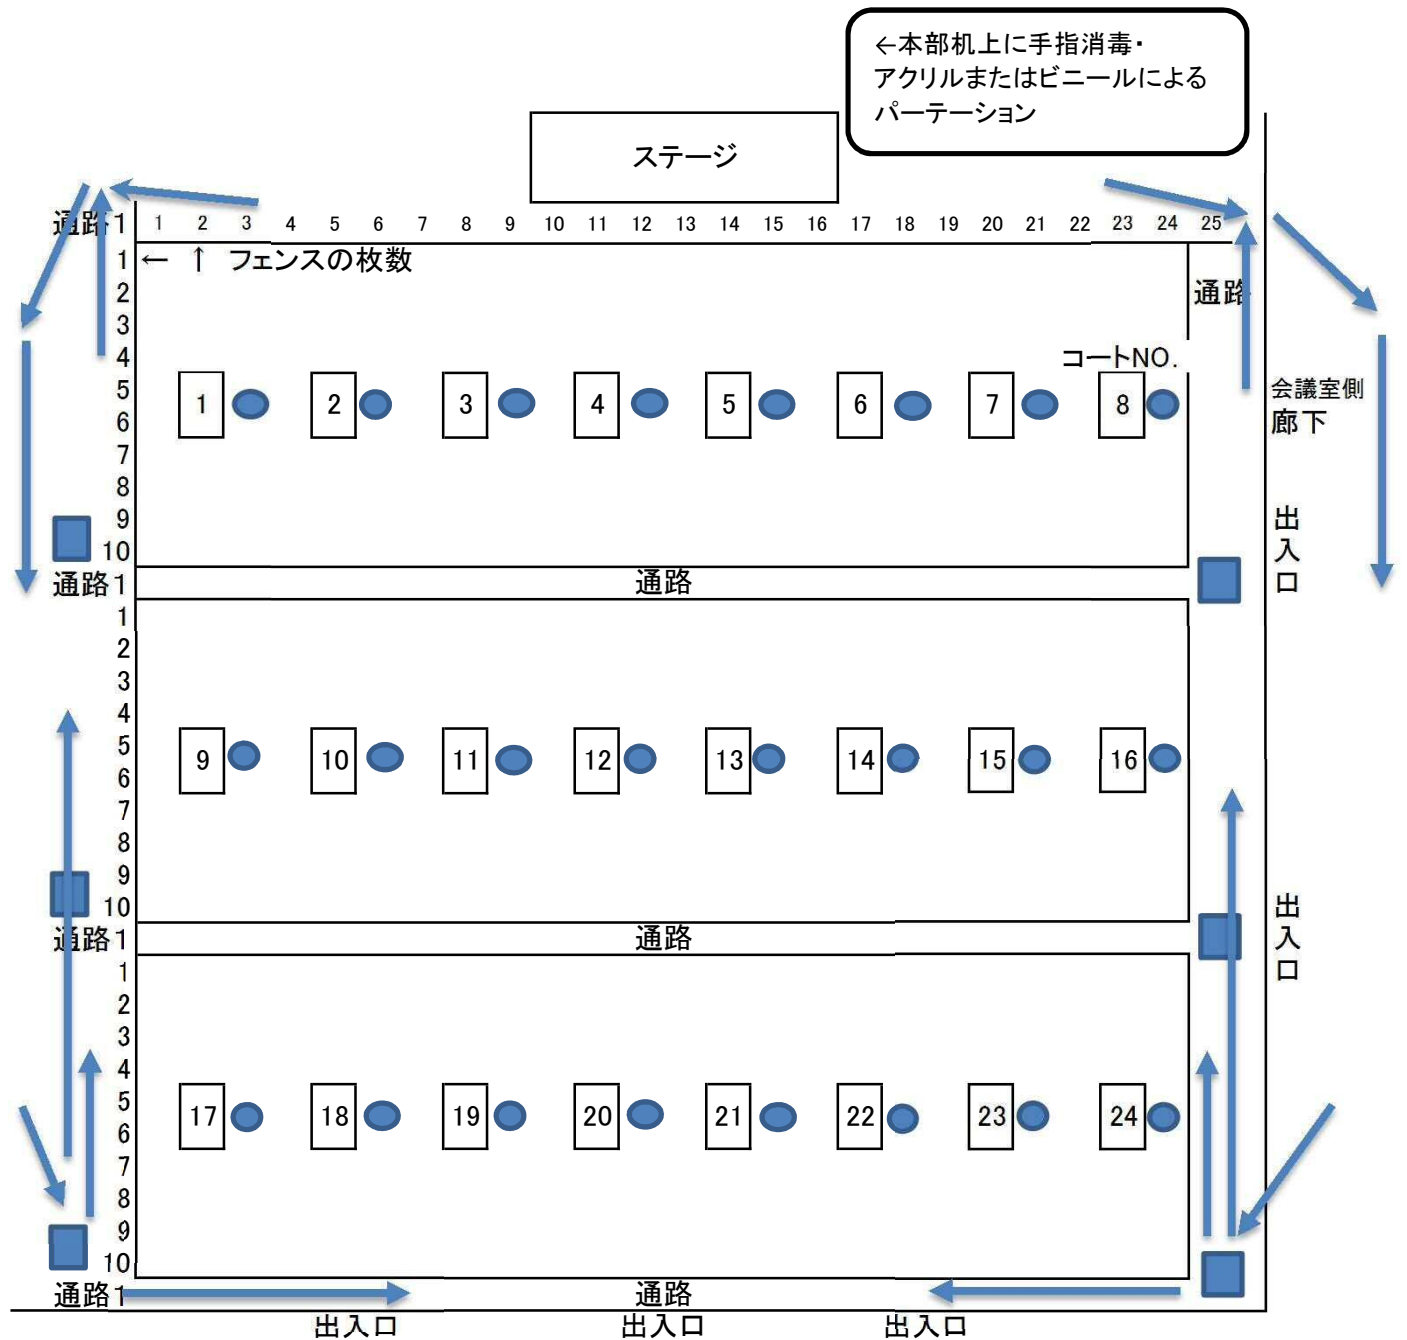 ←本部机上に手指消毒・
アクリルまたはビニールによる
パーテーション
ステージ
通路1 1 2 3 4 5 6 7 8 9 10 11 12 13 14 15 16 17 18 19 20 21 22 23 24 25
1 ← ↑ フェンスの枚数
2 通路
3
4 コートNO.
5 会議室側
1 2 3 4 5 6 7 8
6 廊下
7
8
9
10
出入口
通路1 通路
1
2
3
4
5
9 10 11 12 13 14 15 16
6
7
8
9
10
出入口
通路1 通路
1
2
3
4
5
17 18 19 20 21 22 23 24
6
7
8
9
10
通路1 通路
出入口 出入口 出入口